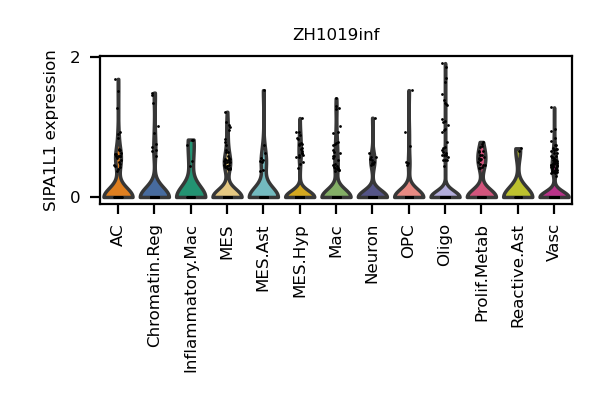 ZH1019inf
SIPA1L1 expression
2
0
AC
Chromatin.Reg
Inflammatory.Mac
MES
MES.Ast
MES.Hyp
Mac
Neuron
OPC
Oligo
Prolif.Metab
Reactive.Ast
Vasc